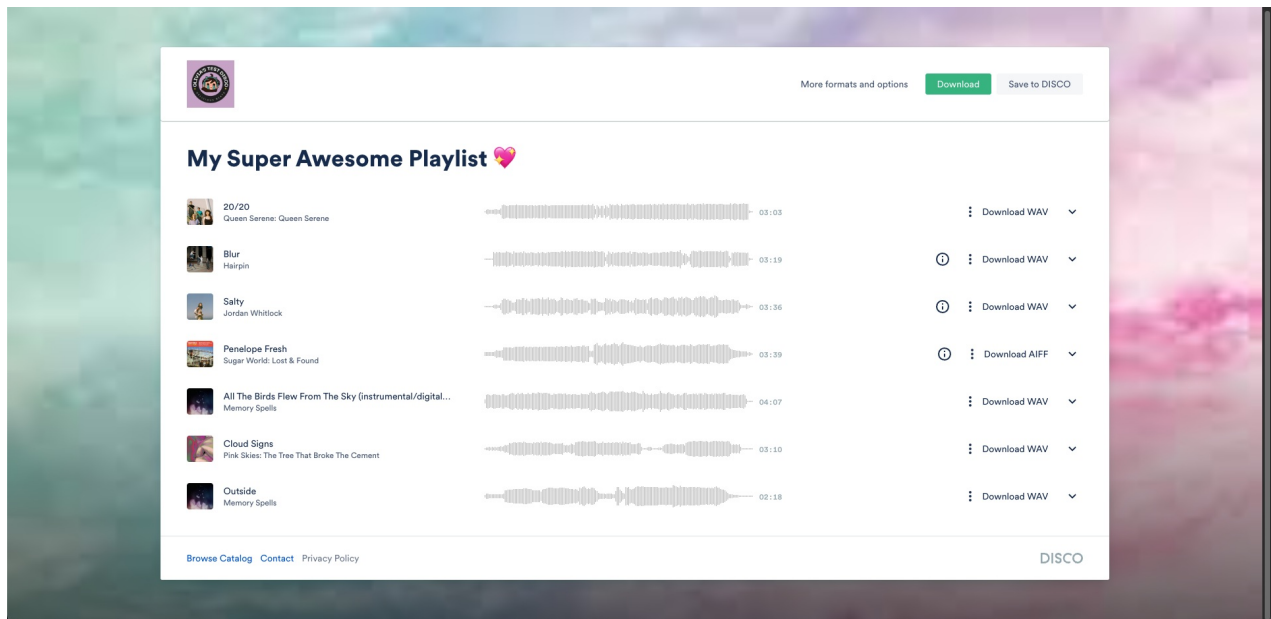 More formats and options
Download
Save to DISCO
My Super Awesome Playlist 💖
20/20
Queen Serene: Queen Serene
03:03
Download WAV
Blur
Hairpin
03:19
Download WAV
Salty
Jordan Whitlock
03:36
Download WAV
Penelope Fresh
Sugar World: Lost & Found
03:39
Download AIFF
All The Birds Flew From The Sky (instrumental/digital...
Memory Spells
04:07
Download WAV
Cloud Signs
Pink Skies: The Tree That Broke The Cement
03:10
Download WAV
Outside
Memory Spells
02:18
Download WAV
Browse Catalog Contact Privacy Policy
DISCO